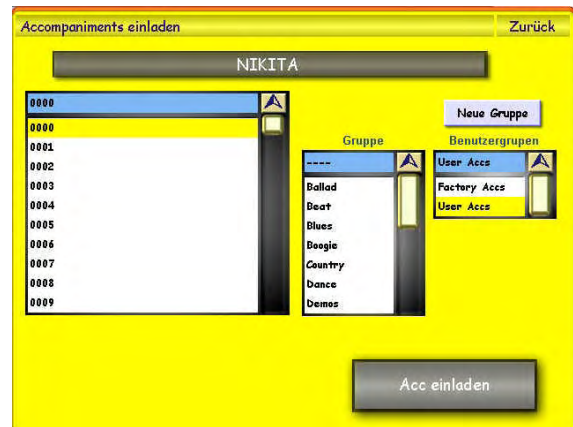 Accompaniments einladen Zurück
NIKITA
0000
0000
0001
0002
0003
0004
0005
0006
0007
0008
0009
Gruppe
----
Ballad
Beat
Blues
Boogie
Country
Dance
Demos
Neue Gruppe
Benutzergrupen
User Accs
Factory Accs
User Accs
Acc einladen